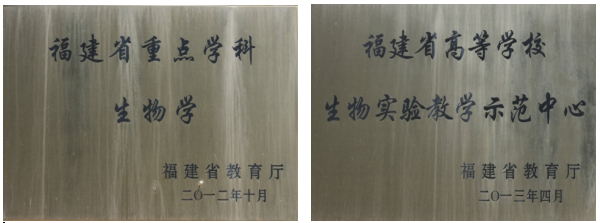 福建省重点学科
生物学
福建省教育厅
二〇一二年十月
福建省高等学校
生物实验教学示范中心
福建省教育厅
二〇一三年四月